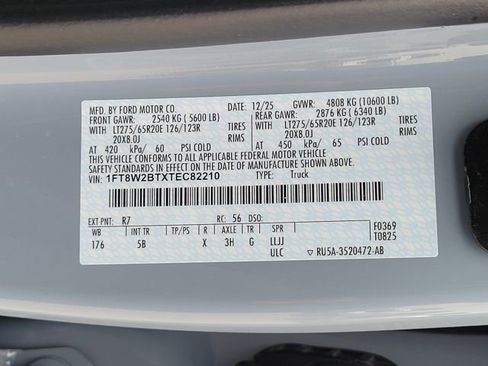 MFD. BY FORD MOTOR CO. 12/25 GVWR: 4808 KG (10600 LB)
FRONT GAWR: 2540 KG ( 5600 LB) REAR GAWR: 2876 KG ( 6340 LB)
WITH LT275/65R20E 126/123R TIRES WITH LT275/65R20E 126/123R TIRES
20X8.0J RIMS 20X8.0J RIMS
AT 420 kPa/ 60 PSI COLD AT 450 kPa/ 65 PSI COLD
THIS VEHICLE CONFORMS TO ALL APPLICABLE FEDERAL MOTOR VEHICLE
SAFETY STANDARDS IN EFFECT ON THE DATE OF MANUFACTURE SHOWN ABOVE.
VIN: 1FT8W2BTXTEC82210 TYPE: Truck
EXT PNT: R7 RC: 56 DSO: F0369
WB INT TR TP/PS R AXLE TR SPR T0825
176 5B X 3H G LLJJ
ULC RU5A-3520472-AB